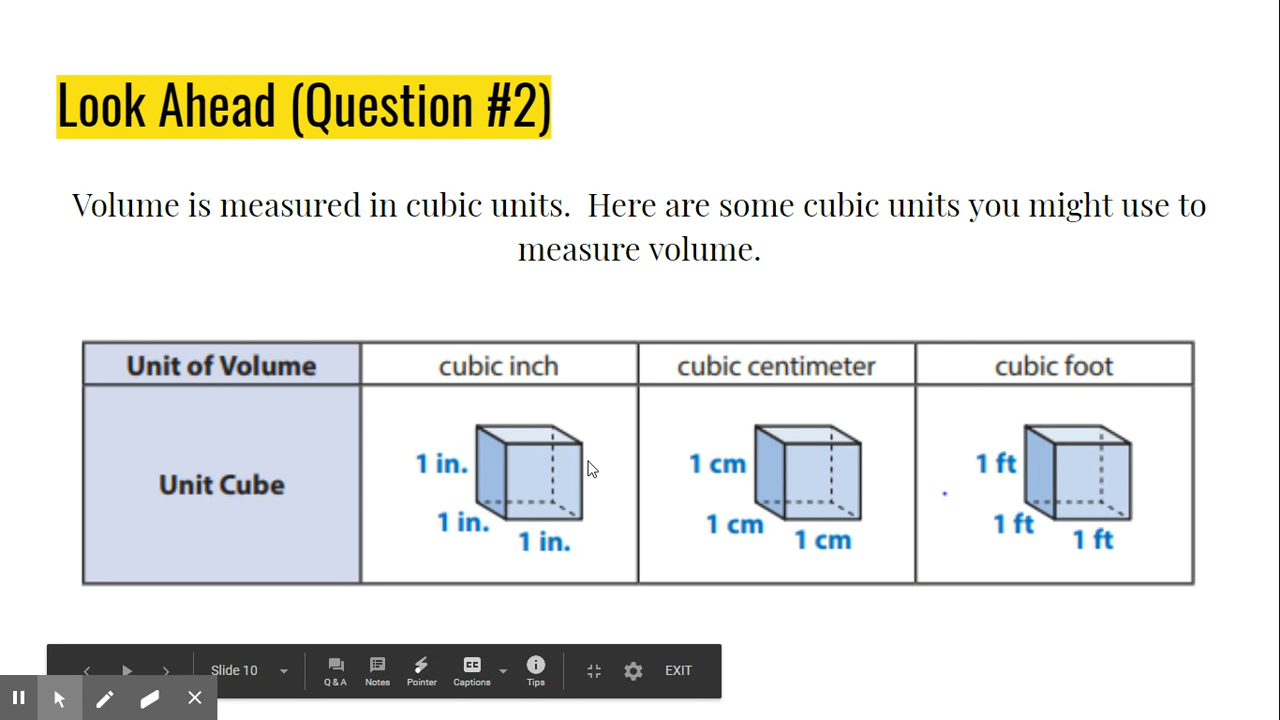 Look Ahead (Question #2)
Volume is measured in cubic units.  Here are some cubic units you might use to
measure volume.
Unit of Volume
cubic inch
cubic centimeter
cubic foot
Unit Cube
1 in.
1 in.
1 in.
1 cm
1 cm
1 cm
1 ft
1 ft
1 ft
Slide 10
Q & A
Notes
Pointer
CC
Captions
Tips
EXIT